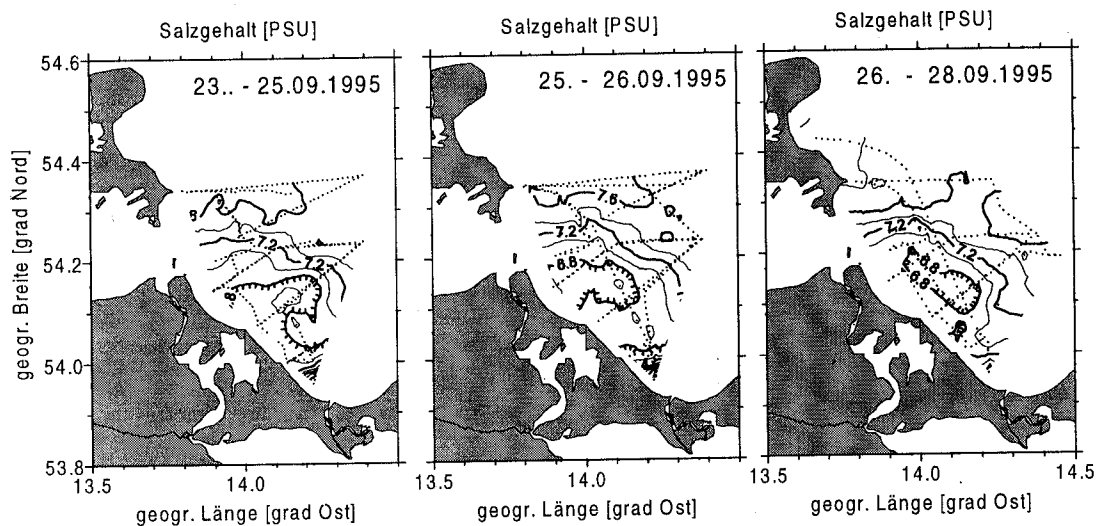 Salzgehalt [PSU]
Salzgehalt [PSU]
Salzgehalt [PSU]
23.. - 25.09.1995
25. - 26.09.1995
26. - 28.09.1995
geogr. Breite [grad Nord]
54.6
54.4
54.2
54.0
53.8
8
7.2
7.2
8
7.6
7.2
6.8
7.2
7.2
6.8
6.8
13.5
14.0
13.5
14.0
13.5
14.0
14.5
geogr. Länge [grad Ost]
geogr. Länge [grad Ost]
geogr. Länge [grad Ost]